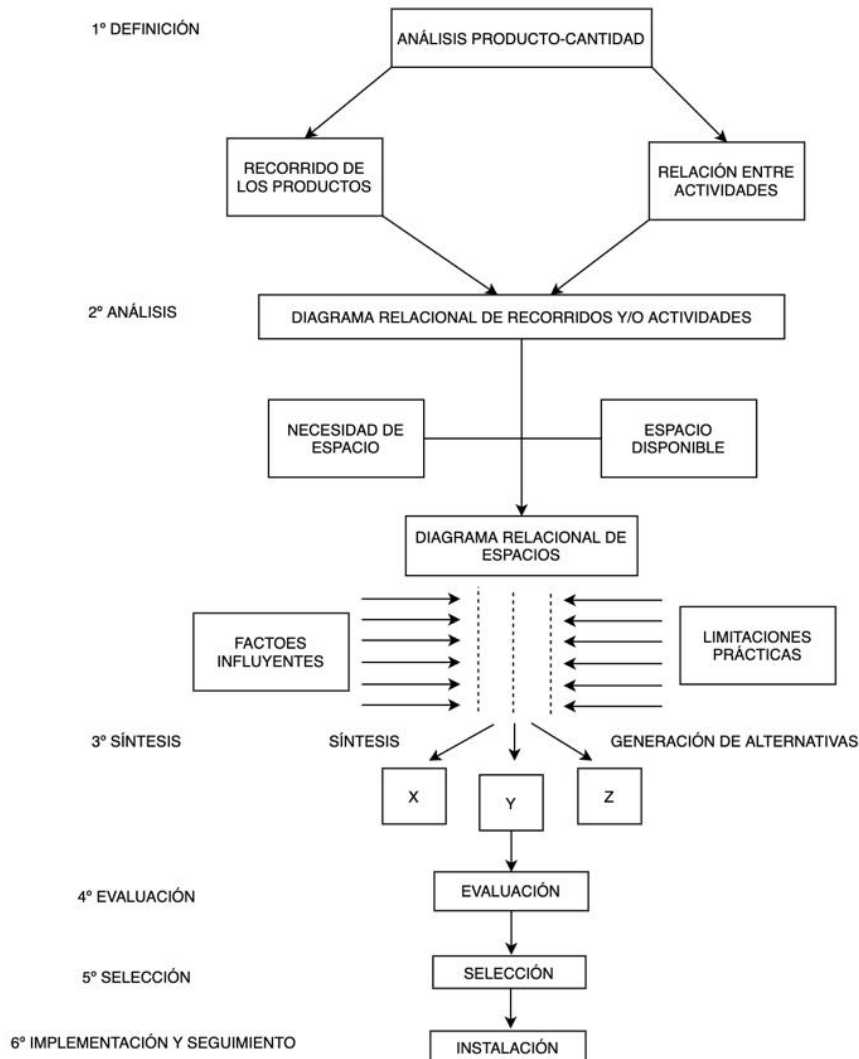 1º DEFINICIÓN
ANÁLISIS PRODUCTO-CANTIDAD
RECORRIDO DE
LOS PRODUCTOS
RELACIÓN ENTRE
ACTIVIDADES
2º ANÁLISIS
DIAGRAMA RELACIONAL DE RECORRIDOS Y/O ACTIVIDADES
NECESIDAD DE
ESPACIO
ESPACIO
DISPONIBLE
DIAGRAMA RELACIONAL DE
ESPACIOS
FACTOES
INFLUYENTES
LIMITACIONES
PRÁCTICAS
3º SÍNTESIS
SÍNTESIS
GENERACIÓN DE ALTERNATIVAS
X
Y
Z
4º EVALUACIÓN
EVALUACIÓN
5º SELECCIÓN
SELECCIÓN
6º IMPLEMENTACIÓN Y SEGUIMIENTO
INSTALACIÓN